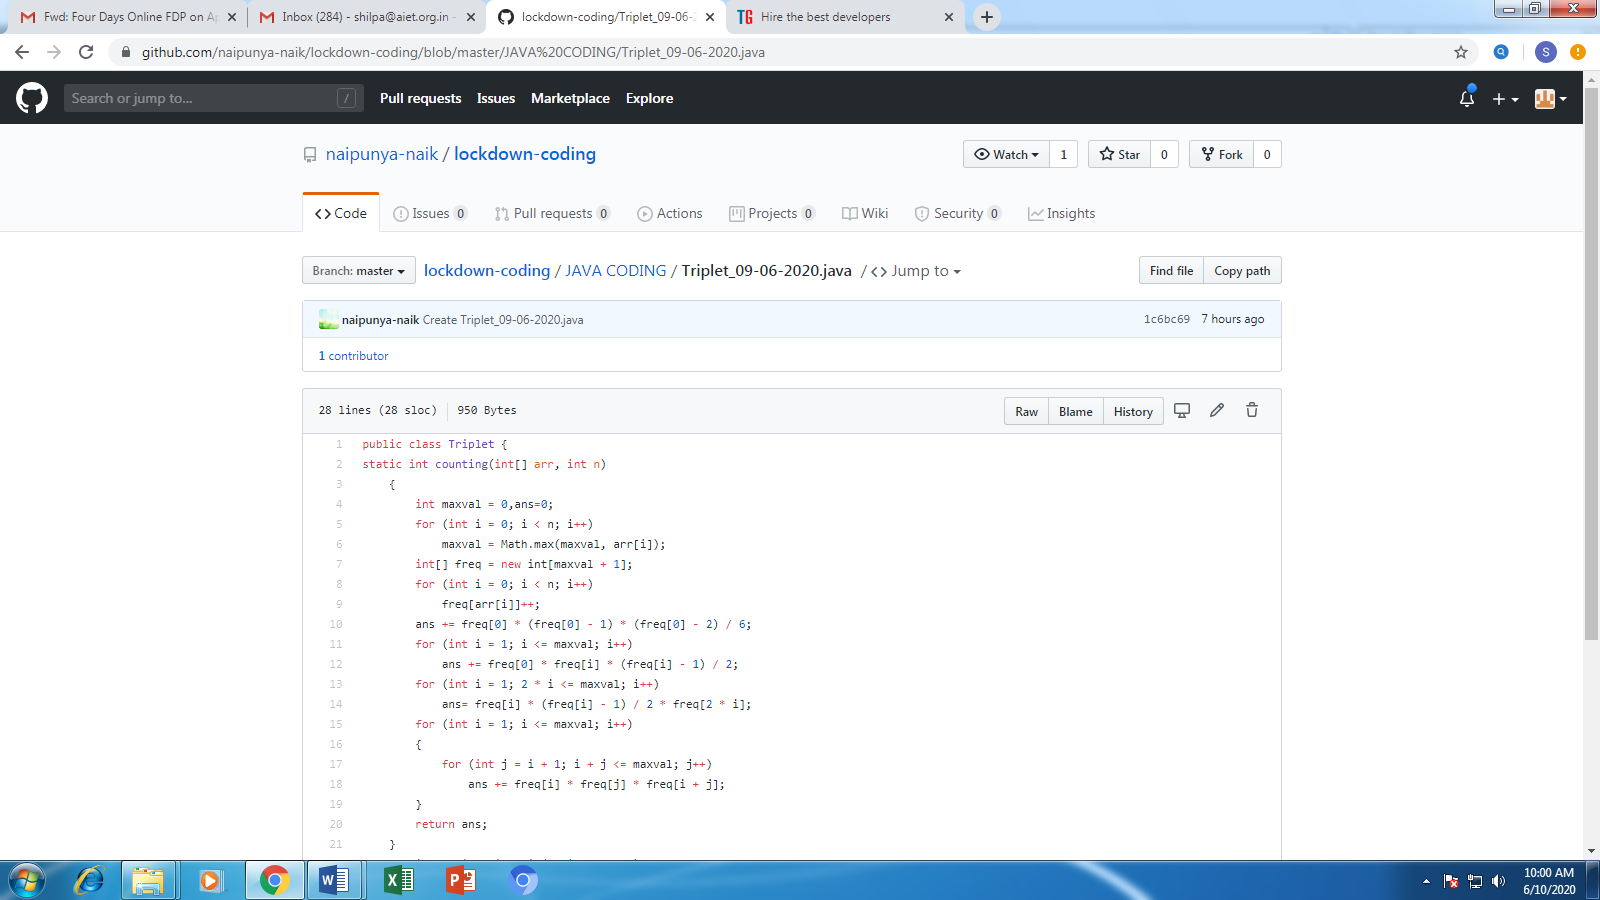 Fwd: Four Days Online FDP on Ap
Inbox (284) - shilpa@aiet.org.in -
lockdown-coding/Triplet_09-06-20
TG Hire the best developers
github.com/naipunya-naik/lockdown-coding/blob/master/JAVA%20CODING/Triplet_09-06-2020.java
S
Search or jump to... /
Pull requests Issues Marketplace Explore
naipunya-naik / lockdown-coding
Watch 1 Star 0 Fork 0
Code Issues 0 Pull requests 0 Actions Projects 0 Wiki Security 0 Insights
Branch: master lockdown-coding / JAVA CODING / Triplet_09-06-2020.java / <> Jump to
Find file Copy path
naipunya-naik Create Triplet_09-06-2020.java 1c6bc69 7 hours ago
1 contributor
28 lines (28 sloc) 950 Bytes Raw Blame History
1 public class Triplet {
2 static int counting(int[] arr, int n)
3 {
4 int maxval = 0,ans=0;
5 for (int i = 0; i < n; i++)
6 maxval = Math.max(maxval, arr[i]);
7 int[] freq = new int[maxval + 1];
8 for (int i = 0; i < n; i++)
9 freq[arr[i]]++;
10 ans += freq[0] * (freq[0] - 1) * (freq[0] - 2) / 6;
11 for (int i = 1; i <= maxval; i++)
12 ans += freq[0] * freq[i] * (freq[i] - 1) / 2;
13 for (int i = 1; 2 * i <= maxval; i++)
14 ans= freq[i] * (freq[i] - 1) / 2 * freq[2 * i];
15 for (int i = 1; i <= maxval; i++)
16 {
17 for (int j = i + 1; i + j <= maxval; j++)
18 ans += freq[i] * freq[j] * freq[i + j];
19 }
20 return ans;
21 }
10:00 AM
6/10/2020